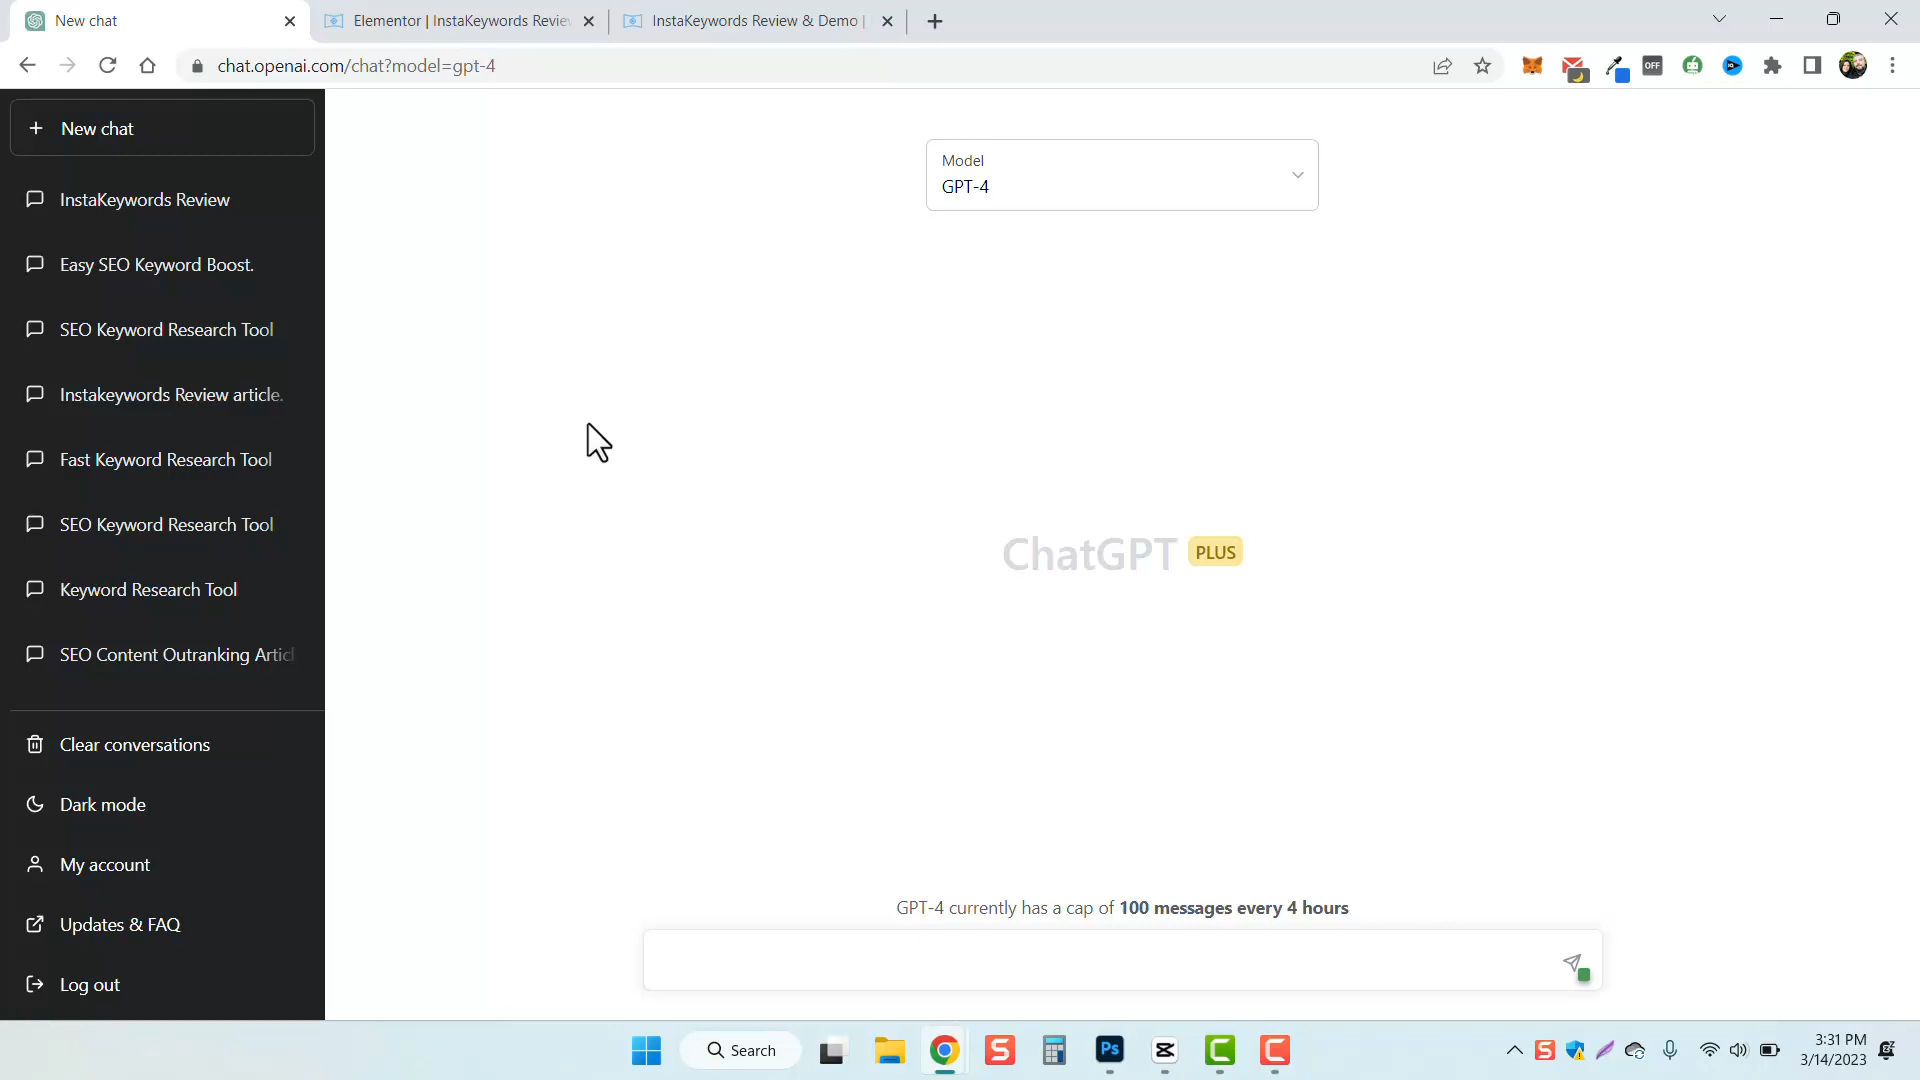 New chat
Elementor | InstaKeywords Review
InstaKeywords Review & Demo |
chat.openai.com/chat?model=gpt-4
OFF
New chat
InstaKeywords Review
Easy SEO Keyword Boost.
SEO Keyword Research Tool
Instakeywords Review article.
Fast Keyword Research Tool
SEO Keyword Research Tool
Keyword Research Tool
SEO Content Outranking Articl
Clear conversations
Dark mode
My account
Updates & FAQ
Log out
Model
GPT-4
ChatGPT PLUS
GPT-4 currently has a cap of 100 messages every 4 hours
Search
S
Ps
C
C
S
3:31 PM
3/14/2023